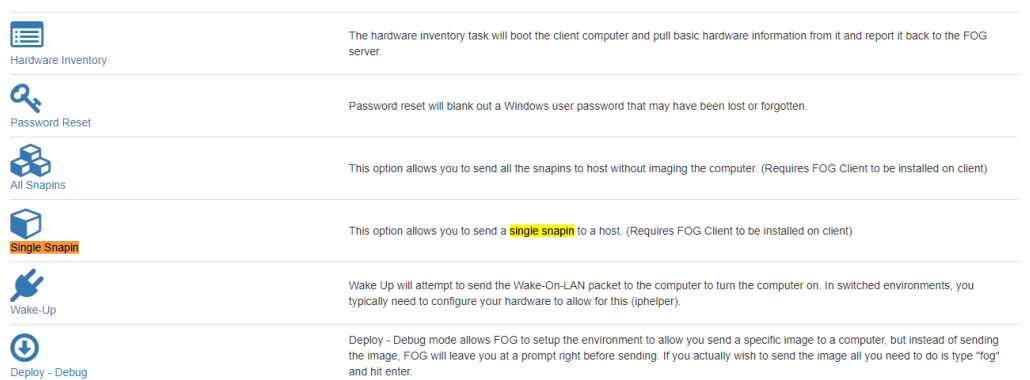 The hardware inventory task will boot the client computer and pull basic hardware information from it and report it back to the FOG
server.
Hardware Inventory
Password reset will blank out a Windows user password that may have been lost or forgotten.
Password Reset
This option allows you to send all the snapins to host without imaging the computer. (Requires FOG Client to be installed on client)
All Snapins
This option allows you to send a single snapin to a host. (Requires FOG Client to be installed on client)
Single Snapin
Wake Up will attempt to send the Wake-On-LAN packet to the computer to turn the computer on. In switched environments, you
typically need to configure your hardware to allow for this (iphelper).
Wake-Up
Deploy - Debug mode allows FOG to setup the environment to allow you send a specific image to a computer, but instead of sending
the image, FOG will leave you at a prompt right before sending. If you actually wish to send the image all you need to do is type "fog"
and hit enter.
Deploy - Debug